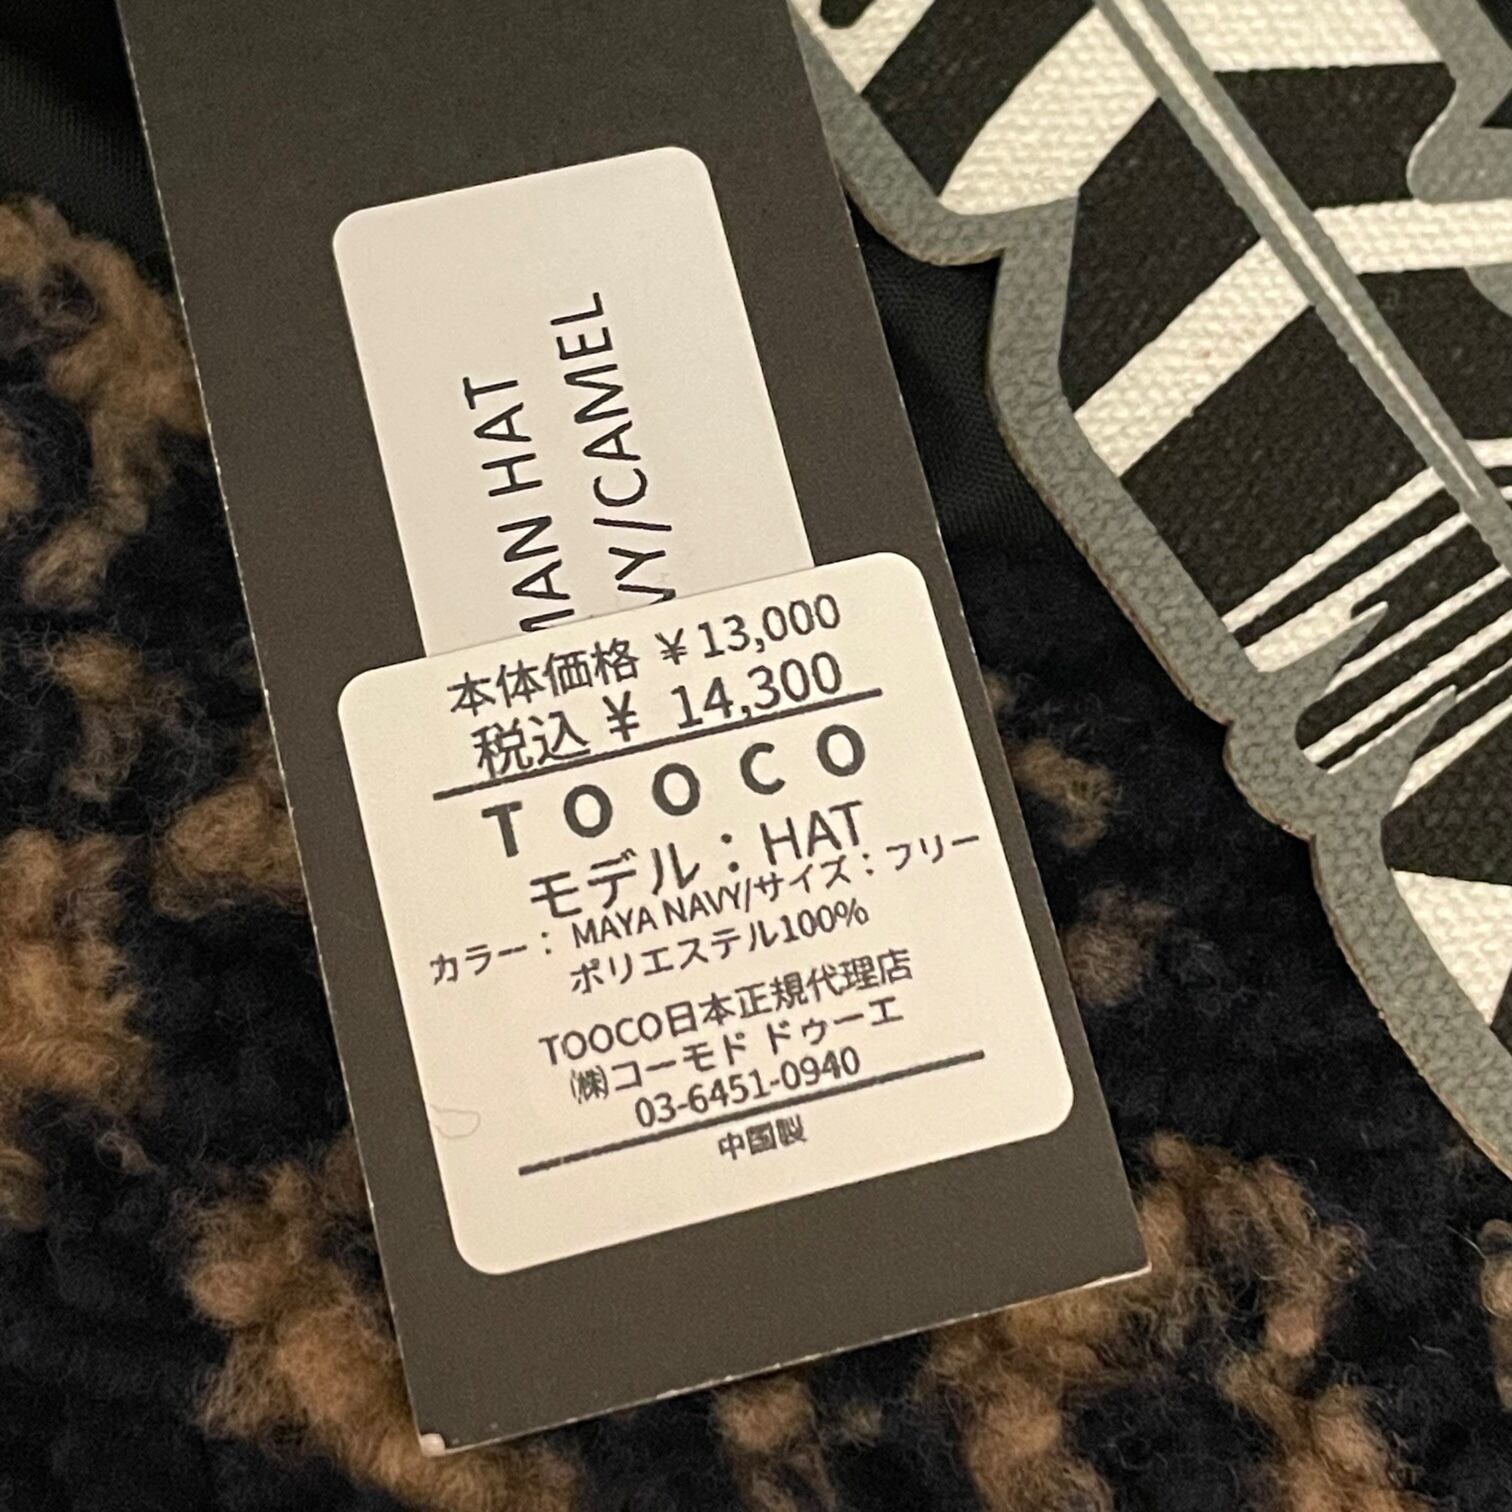 HAT
/CAMEL
本体価格 ¥13,000
税込 ¥ 14,300
TOOCO
モデル：HAT
カラー：MAYA NAVY/サイズ：フリー
ポリエステル100%
TOOCO日本正規代理店
㈱コーモド ドゥーエ
03-6451-0940
中国製